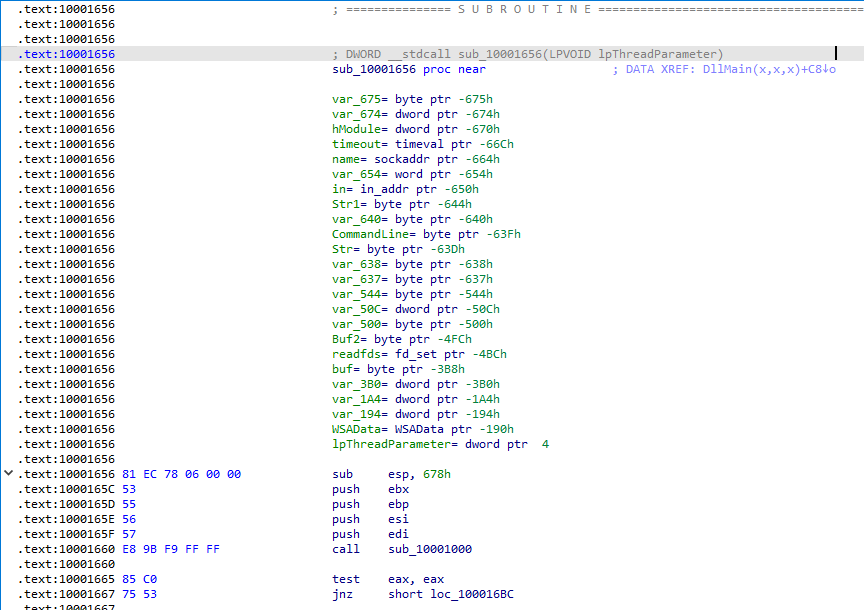 .text:10001656 ; =============== S U B R O U T I N E =======================================
.text:10001656
.text:10001656
.text:10001656 ; DWORD __stdcall sub_10001656(LPVOID lpThreadParameter)
.text:10001656 sub_10001656 proc near ; DATA XREF: DllMain(x,x,x)+C8↓o
.text:10001656
.text:10001656 var_675= byte ptr -675h
.text:10001656 var_674= dword ptr -674h
.text:10001656 hModule= dword ptr -670h
.text:10001656 timeout= timeval ptr -66Ch
.text:10001656 name= sockaddr ptr -664h
.text:10001656 var_654= word ptr -654h
.text:10001656 in= in_addr ptr -650h
.text:10001656 Str1= byte ptr -644h
.text:10001656 var_640= byte ptr -640h
.text:10001656 CommandLine= byte ptr -63Fh
.text:10001656 Str= byte ptr -63Dh
.text:10001656 var_638= byte ptr -638h
.text:10001656 var_637= byte ptr -637h
.text:10001656 var_544= byte ptr -544h
.text:10001656 var_50C= dword ptr -50Ch
.text:10001656 var_500= byte ptr -500h
.text:10001656 Buf2= byte ptr -4FCh
.text:10001656 readfds= fd_set ptr -4BCh
.text:10001656 buf= byte ptr -3B8h
.text:10001656 var_3B0= dword ptr -3B0h
.text:10001656 var_1A4= dword ptr -1A4h
.text:10001656 var_194= dword ptr -194h
.text:10001656 WSAData= WSAData ptr -190h
.text:10001656 lpThreadParameter= dword ptr  4
.text:10001656
.text:10001656 81 EC 78 06 00 00 sub esp, 678h
.text:1000165C 53 push ebx
.text:1000165D 55 push ebp
.text:1000165E 56 push esi
.text:1000165F 57 push edi
.text:10001660 E8 9B F9 FF FF call sub_10001000
.text:10001660
.text:10001665 85 C0 test eax, eax
.text:10001667 75 53 jnz short loc_100016BC
.text:10001667